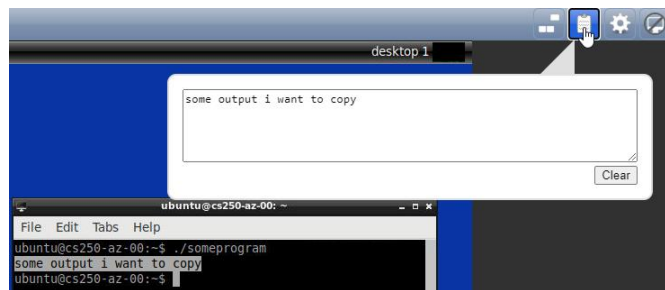 desktop 1
some output i want to copy
Clear
ubuntu@cs250-az-00: ~
File Edit Tabs Help
ubuntu@cs250-az-00:~$ ./someprogram
some output i want to copy
ubuntu@cs250-az-00:~$